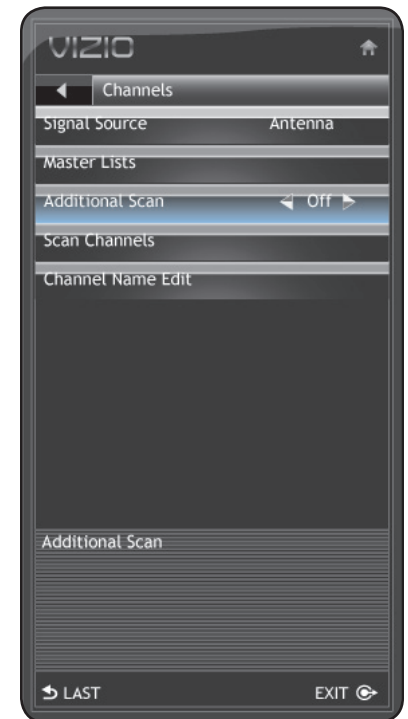 VIZIO
Channels
Signal Source Antenna
Master Lists
Additional Scan Off
Scan Channels
Channel Name Edit
Additional Scan
LAST EXIT